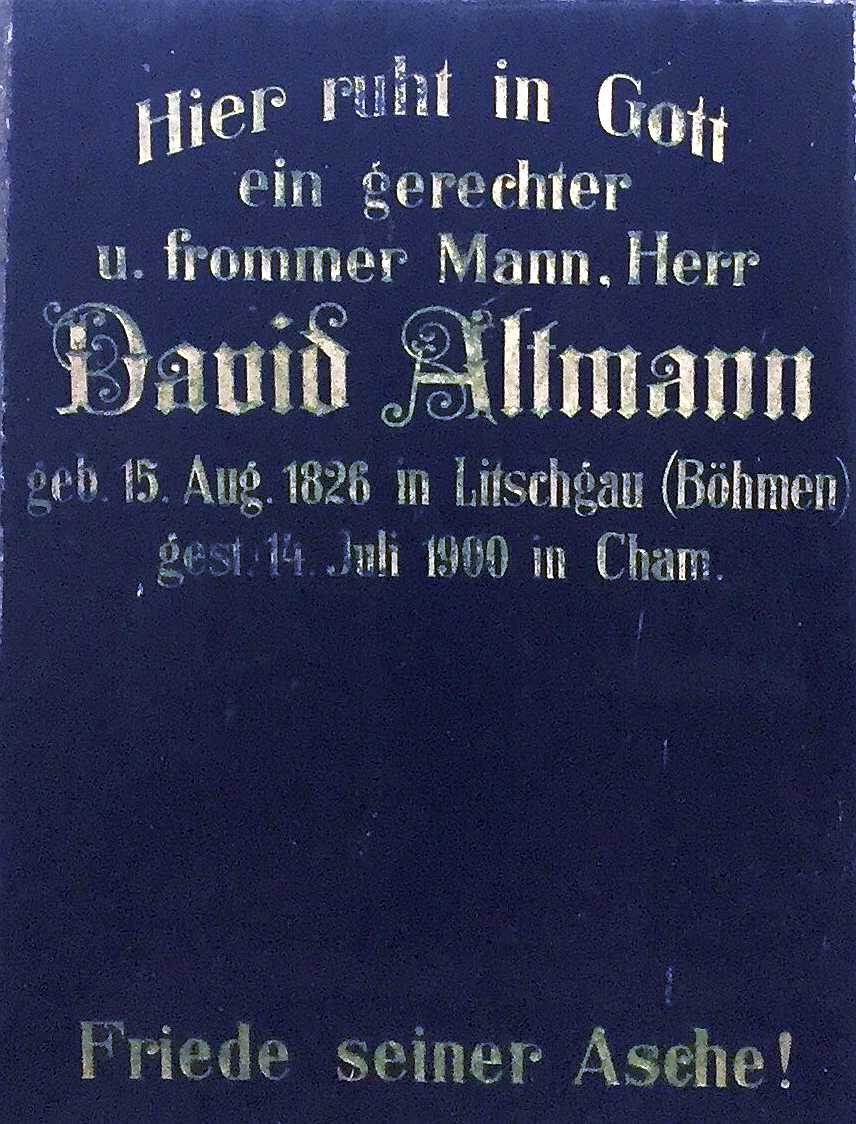 Hier ruht in Gott
ein gerechter
u. frommer Mann, Herr
David Altmann
geb. 15. Aug. 1826 in Litschgau (Böhmen)
gest. 14. Juli 1900 in Cham.
Friede seiner Asche!